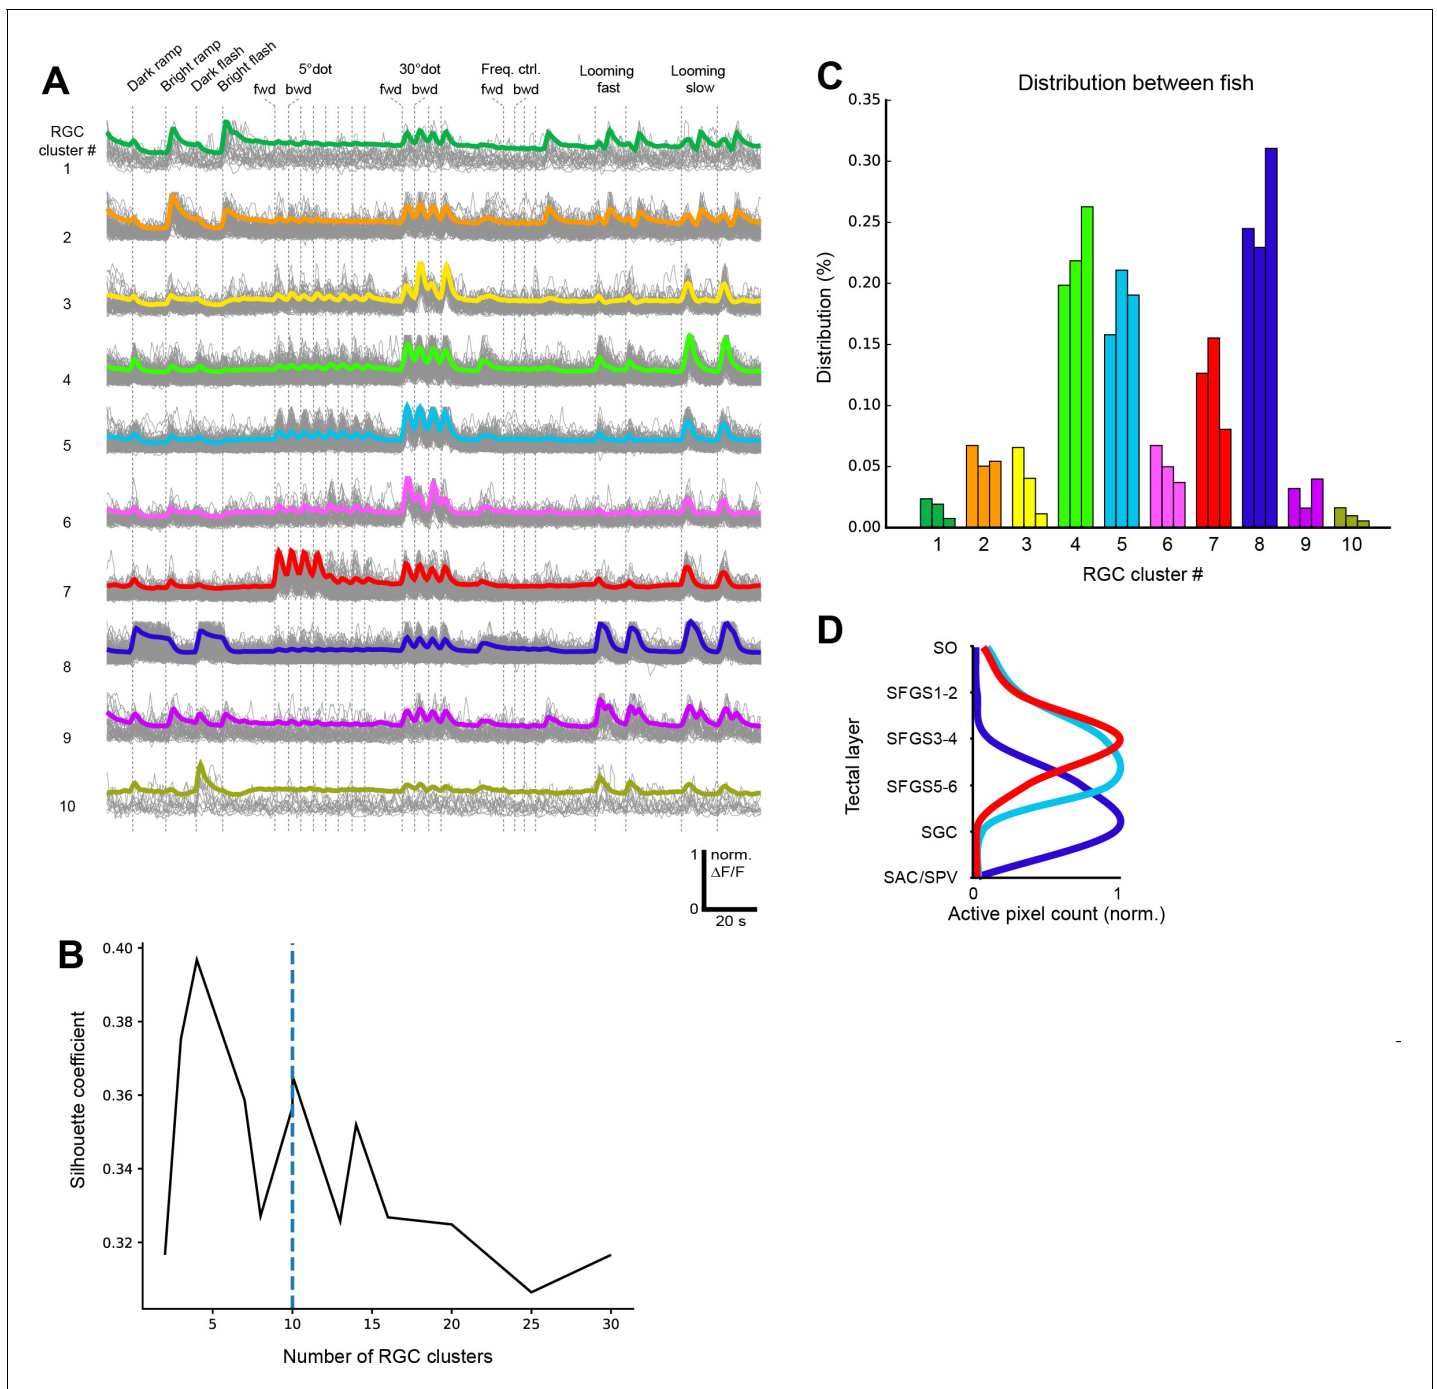 A
Dark ramp
Bright ramp
Dark flash
Bright flash
5°dot
fwd bwd
30°dot
fwd bwd
Freq. ctrl.
fwd bwd
Looming
fast
Looming
slow
RGC
cluster #
1
2
3
4
5
6
7
8
9
10
1 norm.
ΔF/F
0
20 s
B
0.40
0.38
0.36
0.34
0.32
Silhouette coefficient
5 10 15 20 25 30
Number of RGC clusters
C
Distribution between fish
0.35
0.30
0.25
0.20
0.15
0.10
0.05
0.00
Distribution (%)
1 2 3 4 5 6 7 8 9 10
RGC cluster #
D
SO
SFGS1-2
SFGS3-4
SFGS5-6
SGC
SAC/SPV
Tectal layer
0 1
Active pixel count (norm.)